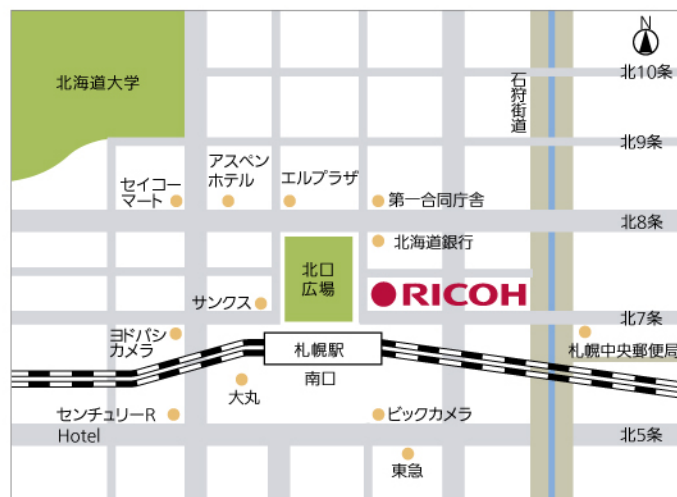 N
北10条
北海道大学
石狩街道
北9条
アスペン
ホテル
エルプラザ
セイコー
マート
第一合同庁舎
北8条
北海道銀行
北口
広場
サンクス
RICOH
北7条
ヨドバシ
カメラ
札幌駅
札幌中央郵便局
南口
大丸
センチュリーR
Hotel
ビックカメラ
北5条
東急